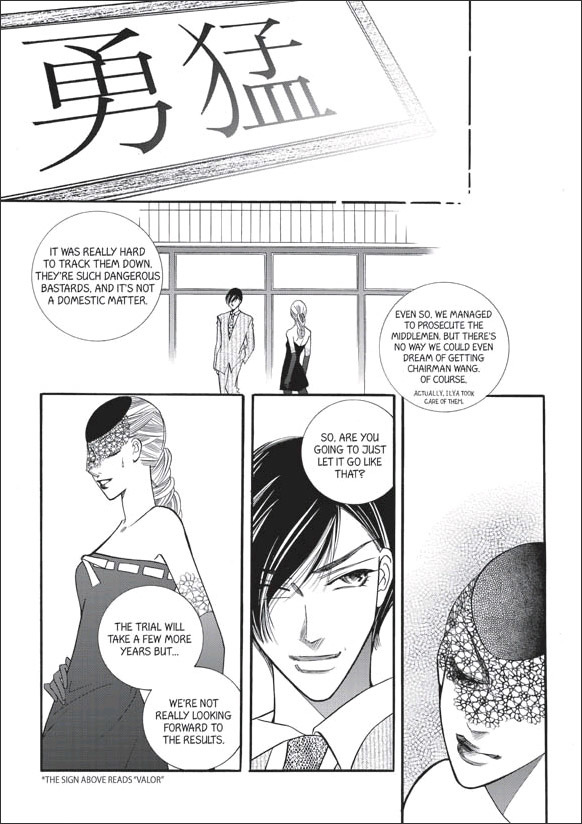 勇猛
IT WAS REALLY HARD
TO TRACK THEM DOWN.
THEY'RE SUCH DANGEROUS
BASTARDS, AND IT'S NOT
A DOMESTIC MATTER.
EVEN SO, WE MANAGED
TO PROSECUTE THE
MIDDLEMEN. BUT THERE'S
NO WAY WE COULD EVEN
DREAM OF GETTING
CHAIRMAN WANG.
OF COURSE,
ACTUALLY, ILYA TOOK
CARE OF THEM.
THE TRIAL WILL
TAKE A FEW MORE
YEARS BUT...
WE'RE NOT
REALLY LOOKING
FORWARD TO
THE RESULTS.
SO, ARE YOU
GOING TO JUST
LET IT GO LIKE
THAT?
*THE SIGN ABOVE READS "VALOR"